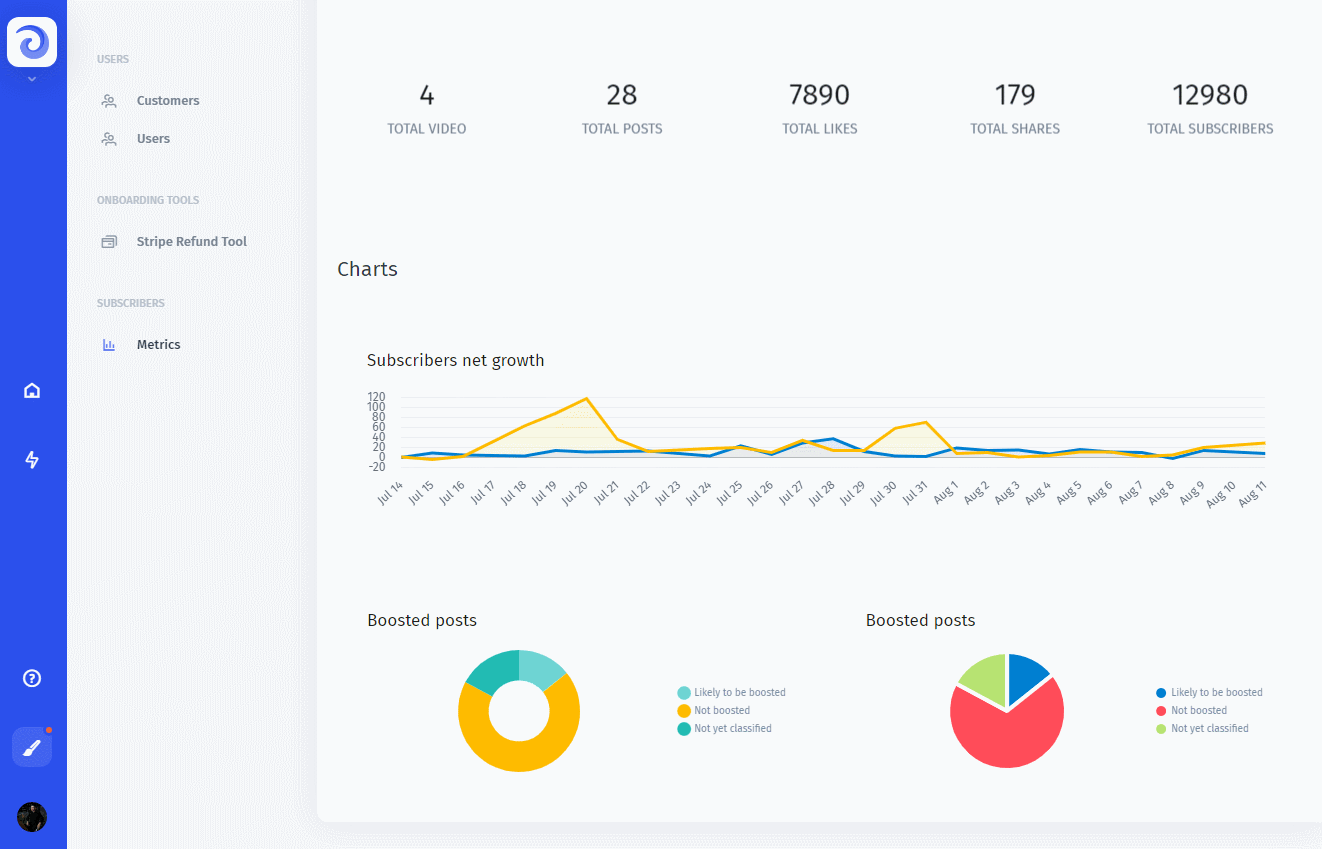 USERS
Customers
Users
ONBOARDING TOOLS
Stripe Refund Tool
SUBSCRIBERS
Metrics
4 28 7890 179 12980
TOTAL VIDEO TOTAL POSTS TOTAL LIKES TOTAL SHARES TOTAL SUBSCRIBERS
Charts
Subscribers net growth
120
100
80
60
40
20
0
-20
Jul 14 Jul 15 Jul 16 Jul 17 Jul 18 Jul 19 Jul 20 Jul 21 Jul 22 Jul 23 Jul 24 Jul 25 Jul 26 Jul 27 Jul 28 Jul 29 Jul 30 Jul 31 Aug 1 Aug 2 Aug 3 Aug 4 Aug 5 Aug 6 Aug 7 Aug 8 Aug 9 Aug 10 Aug 11
Boosted posts
Likely to be boosted
Not boosted
Not yet classified
Boosted posts
Likely to be boosted
Not boosted
Not yet classified